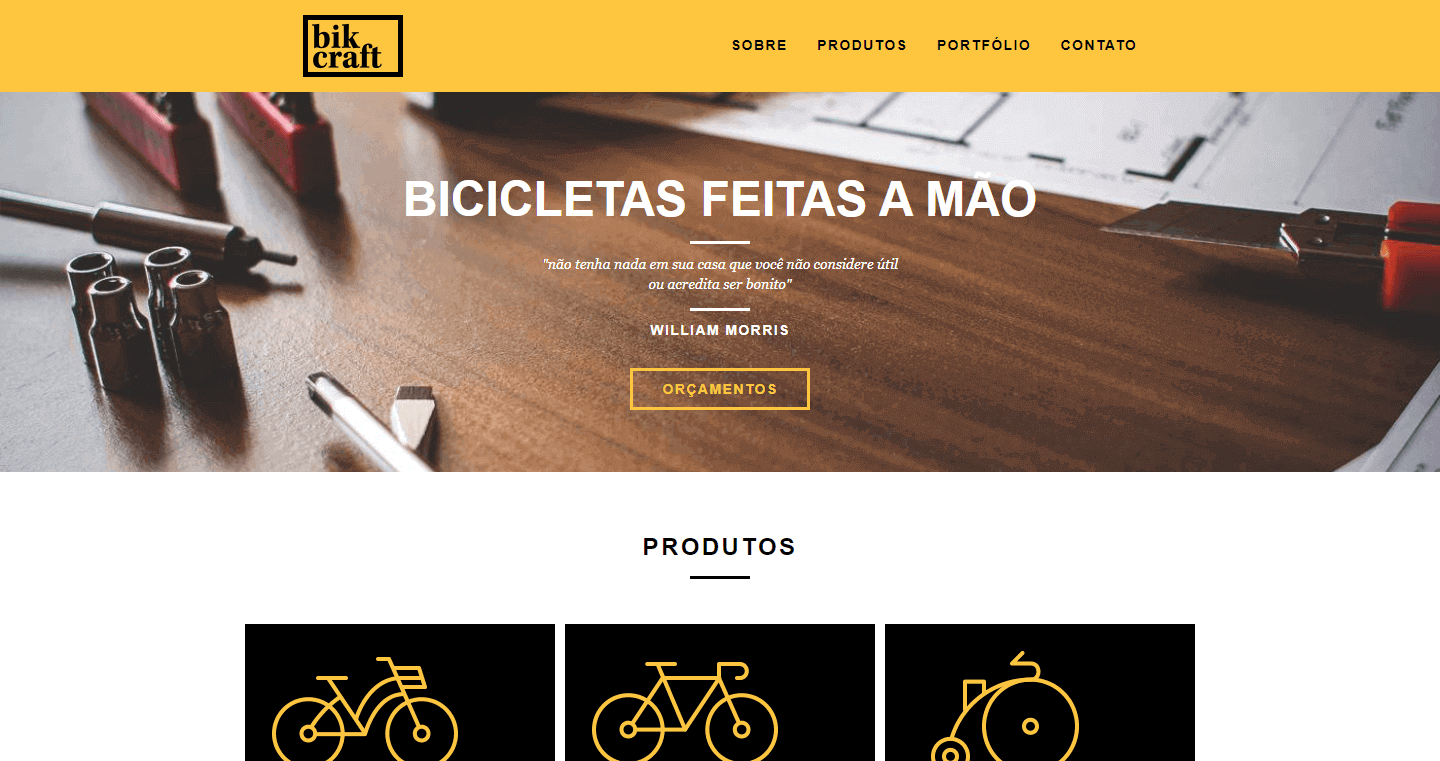 bik
craft
SOBRE PRODUTOS PORTFÓLIO CONTATO
BICICLETAS FEITAS A MÃO
"não tenha nada em sua casa que você não considere útil
ou acredita ser bonito"
WILLIAM MORRIS
ORÇAMENTOS
PRODUTOS